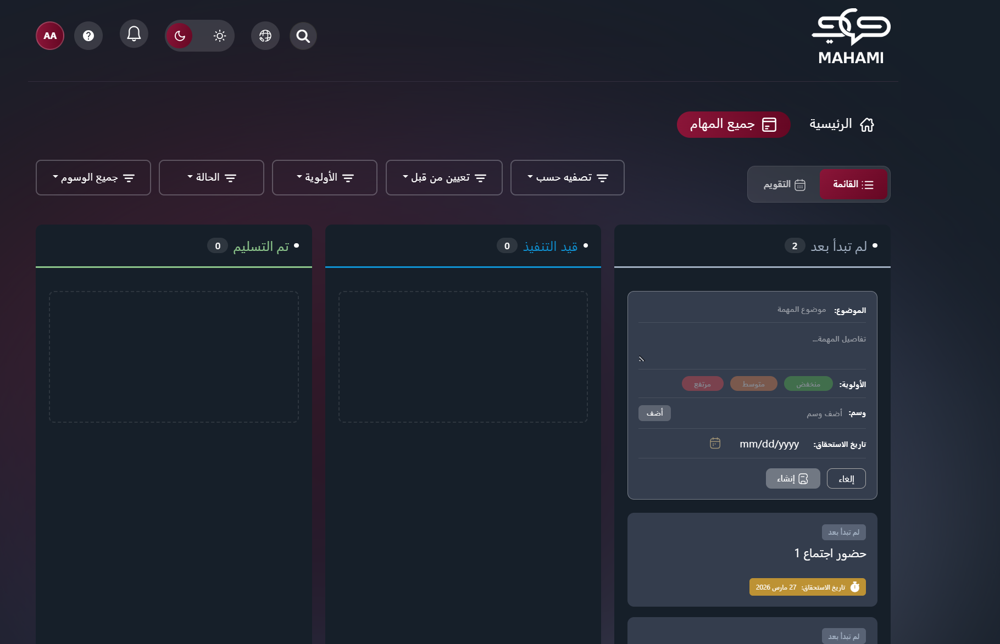 MAHAMI
AA
الرئيسية
جميع المهام
القائمة
التقويم
تصفيه حسب
تعيين من قبل
الأولوية
الحالة
جميع الوسوم
لم تبدأ بعد 2
الموضوع: موضوع المهمة
تفاصيل المهمة...
الأولوية: منخفض متوسط مرتفع
وسم: أضف وسم أضف
تاريخ الاستحقاق: mm/dd/yyyy
إلغاء إنشاء
لم تبدأ بعد
حضور اجتماع 1
تاريخ الاستحقاق: 27 مارس 2026
لم تبدأ بعد
قيد التنفيذ 0
تم التسليم 0